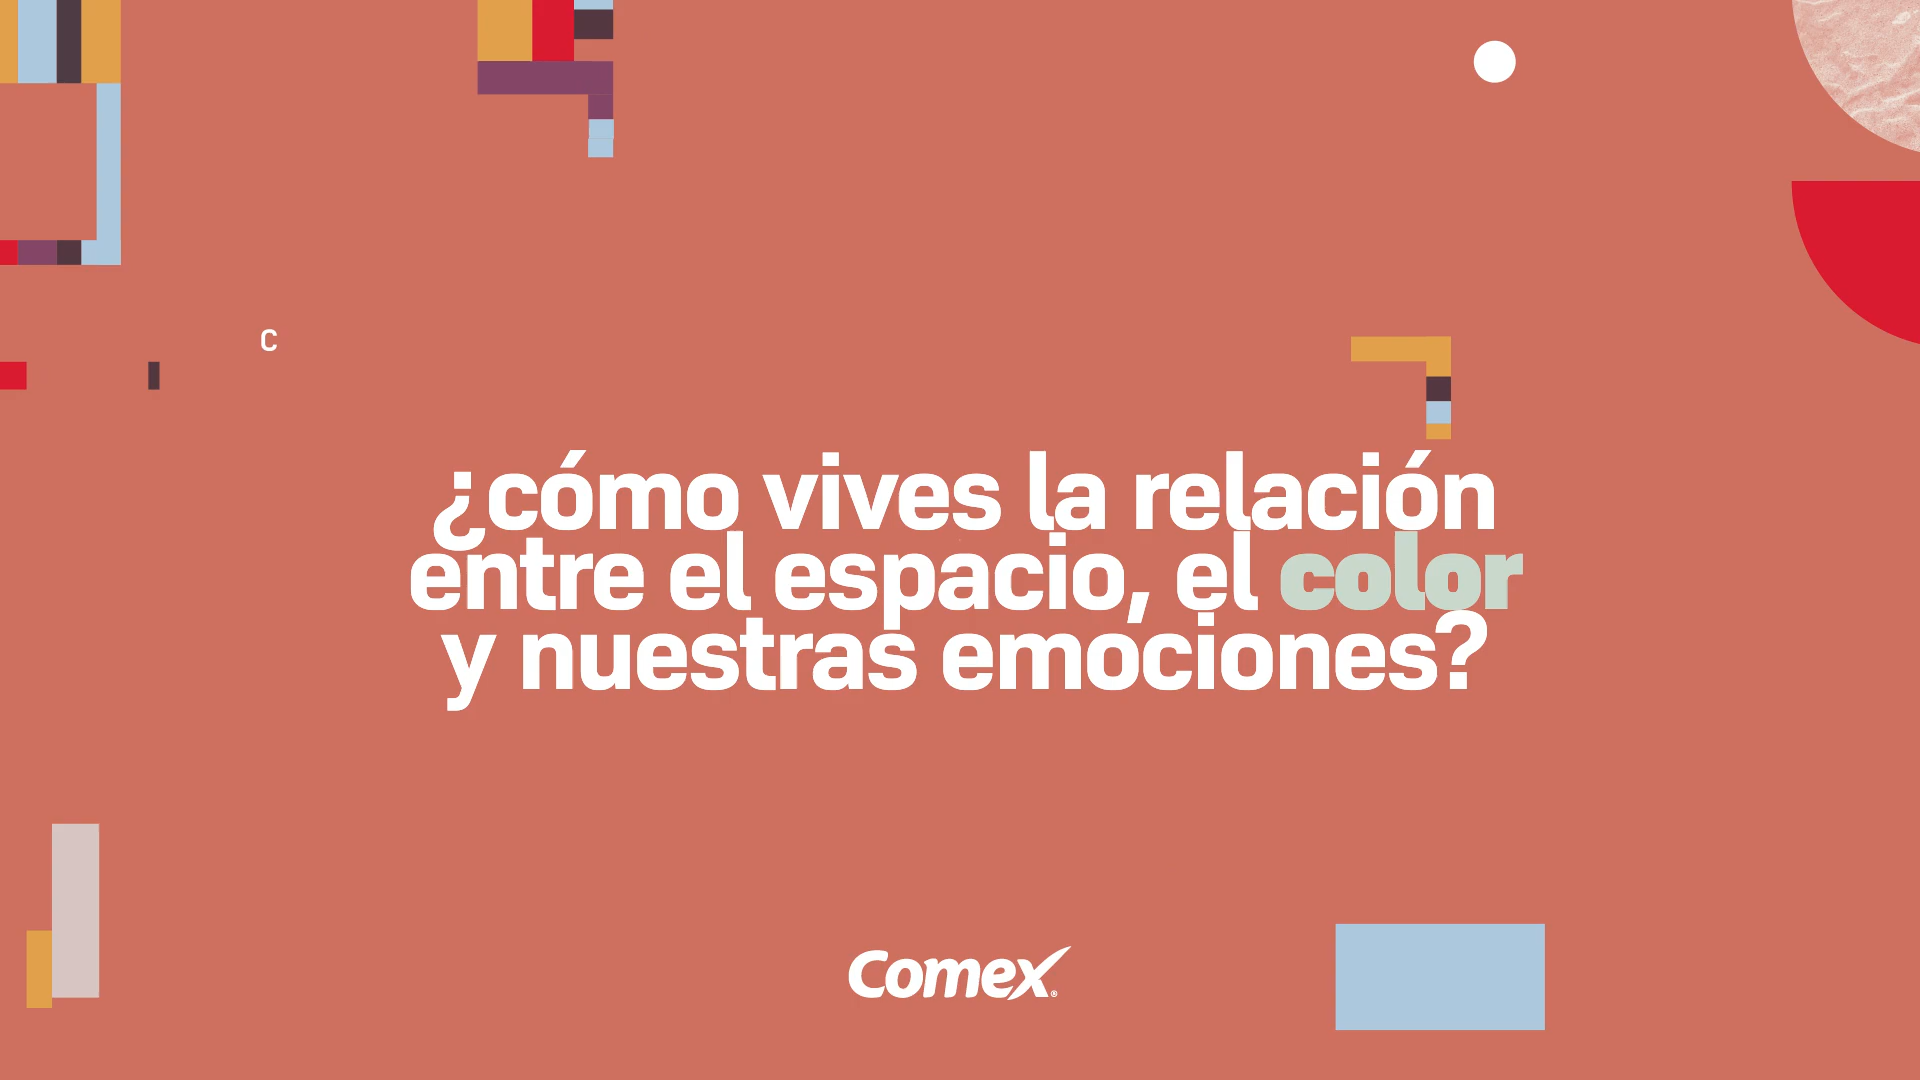 C
¿cómo vives la relación
entre el espacio, el color
y nuestras emociones?
Comex®